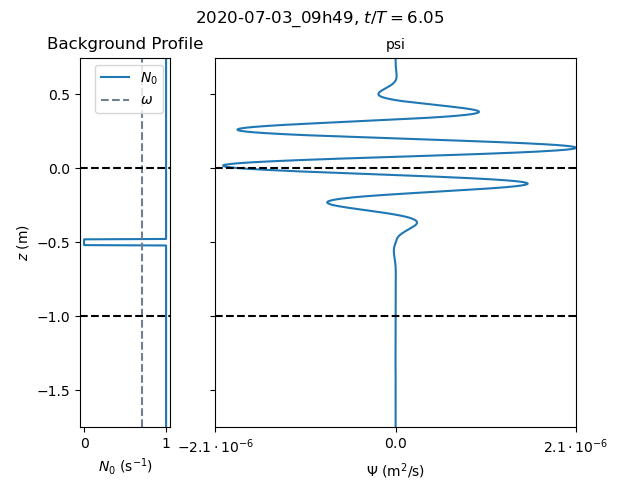 2020-07-03_09h49, t/T = 6.05
Background Profile
psi
N₀
ω
0.5
0.0
−0.5
−1.0
−1.5
z (m)
0
1
N₀ (s⁻¹)
−2.1 · 10⁻⁶
0.0
2.1 · 10⁻⁶
Ψ (m²/s)